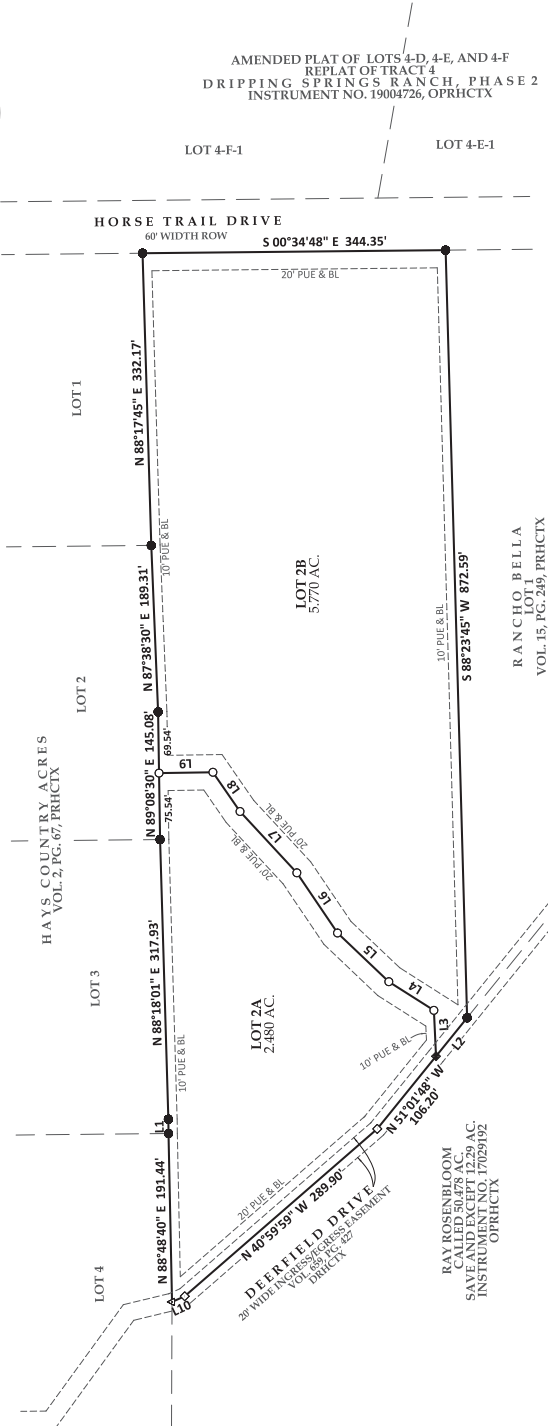 AMENDED PLAT OF LOTS 4-D, 4-E, AND 4-F
REPLAT OF TRACT 4
DRIPPING SPRINGS RANCH, PHASE 2
INSTRUMENT NO. 19004726, OPRHCTX
LOT 4-F-1
LOT 4-E-1
HORSE TRAIL DRIVE
60' WIDTH ROW
S 00°34'48" E 344.35'
20' PUE & BL
N 88°17'45" E 332.17'
LOT 1
10' PUE & BL
N 87°38'30" E 189.31'
LOT 2B
5.770 AC.
10' PUE & BL
S 88°23'45" W 872.59'
RANCHO BELLA
LOT 1
VOL. 15, PG. 249, PRHCTX
LOT 2
N 89°08'30" E 145.08'
69.54'
75.54'
L9
L8
L7
L6
L5
L4
L3
L2
20' PUE & BL
20' PUE & BL
HAYS COUNTRY ACRES
VOL. 2, PG. 67, PRHCTX
N 88°18'01" E 317.93'
LOT 3
10' PUE & BL
LOT 2A
2.480 AC.
10' PUE & BL
N 51°01'48" W
106.20'
L1
N 88°48'40" E 191.44'
LOT 4
20' PUE & BL
N 40°59'59" W 289.90'
DEERFIELD DRIVE
20' WIDE INGRESS/EGRESS EASEMENT
VOL. 659, PG. 427
DRHCTX
L10
RAY ROSENBLOOM
CALLED 50.478 AC.
SAVE AND EXCEPT 12.29 AC.
INSTRUMENT NO. 17029192
OPRHCTX